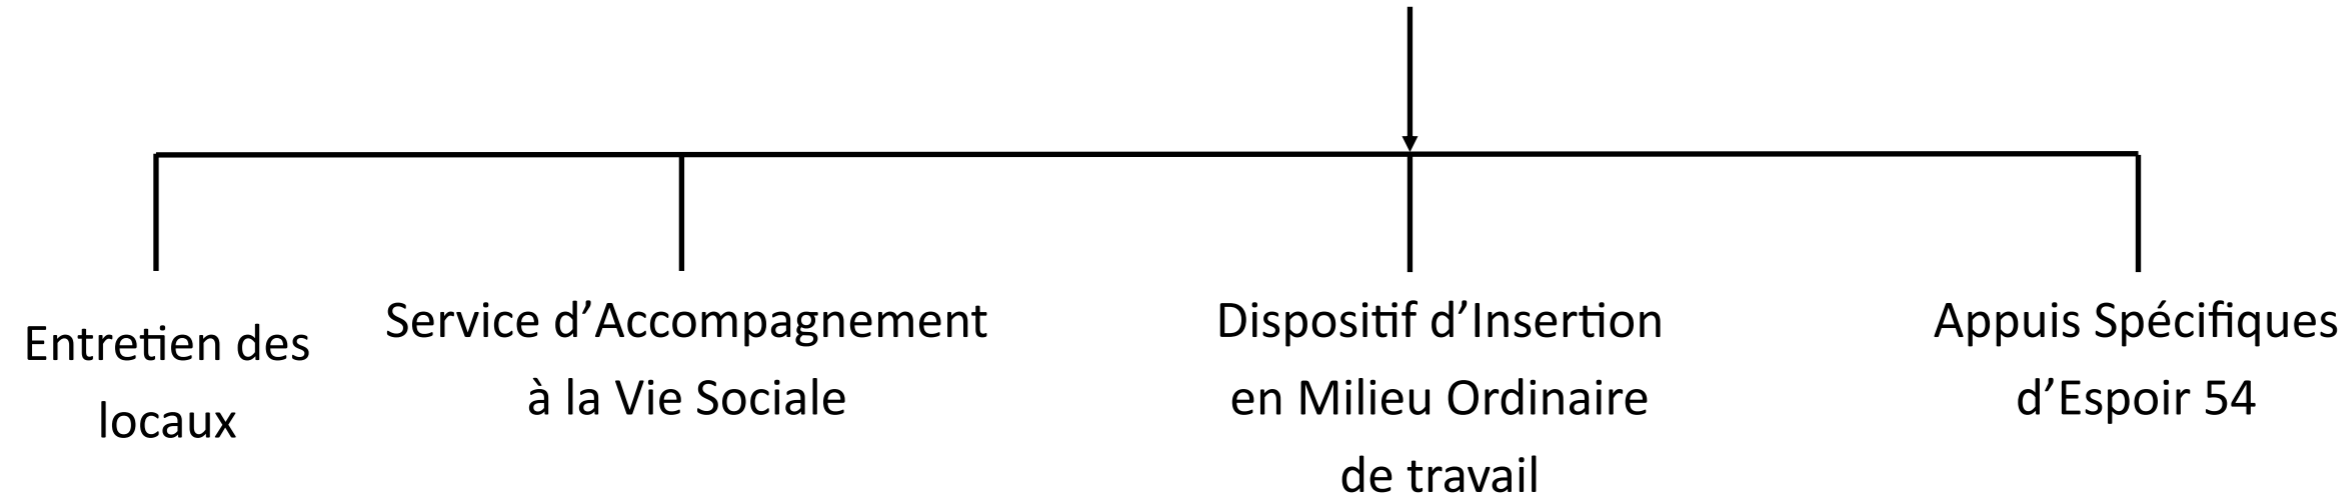 Entretien des
locaux
Service d’Accompagnement
à la Vie Sociale
Dispositif d’Insertion
en Milieu Ordinaire
de travail
Appuis Spécifiques
d’Espoir 54